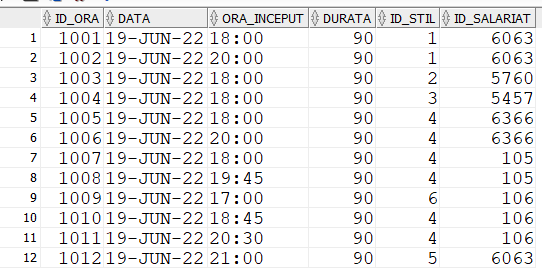 ID_ORA DATA ORA_INCEPUT DURATA ID_STIL ID_SALARIAT
1 1001 19-JUN-22 18:00 90 1 6063
2 1002 19-JUN-22 20:00 90 1 6063
3 1003 19-JUN-22 18:00 90 2 5760
4 1004 19-JUN-22 18:00 90 3 5457
5 1005 19-JUN-22 18:00 90 4 6366
6 1006 19-JUN-22 20:00 90 4 6366
7 1007 19-JUN-22 18:00 90 4 105
8 1008 19-JUN-22 19:45 90 4 105
9 1009 19-JUN-22 17:00 90 6 106
10 1010 19-JUN-22 18:45 90 4 106
11 1011 19-JUN-22 20:30 90 4 106
12 1012 19-JUN-22 21:00 90 5 6063